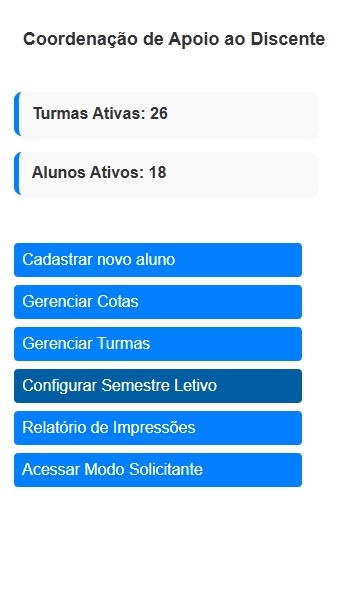 Coordenação de Apoio ao Discente
Turmas Ativas: 26
Alunos Ativos: 18
Cadastrar novo aluno
Gerenciar Cotas
Gerenciar Turmas
Configurar Semestre Letivo
Relatório de Impressões
Acessar Modo Solicitante